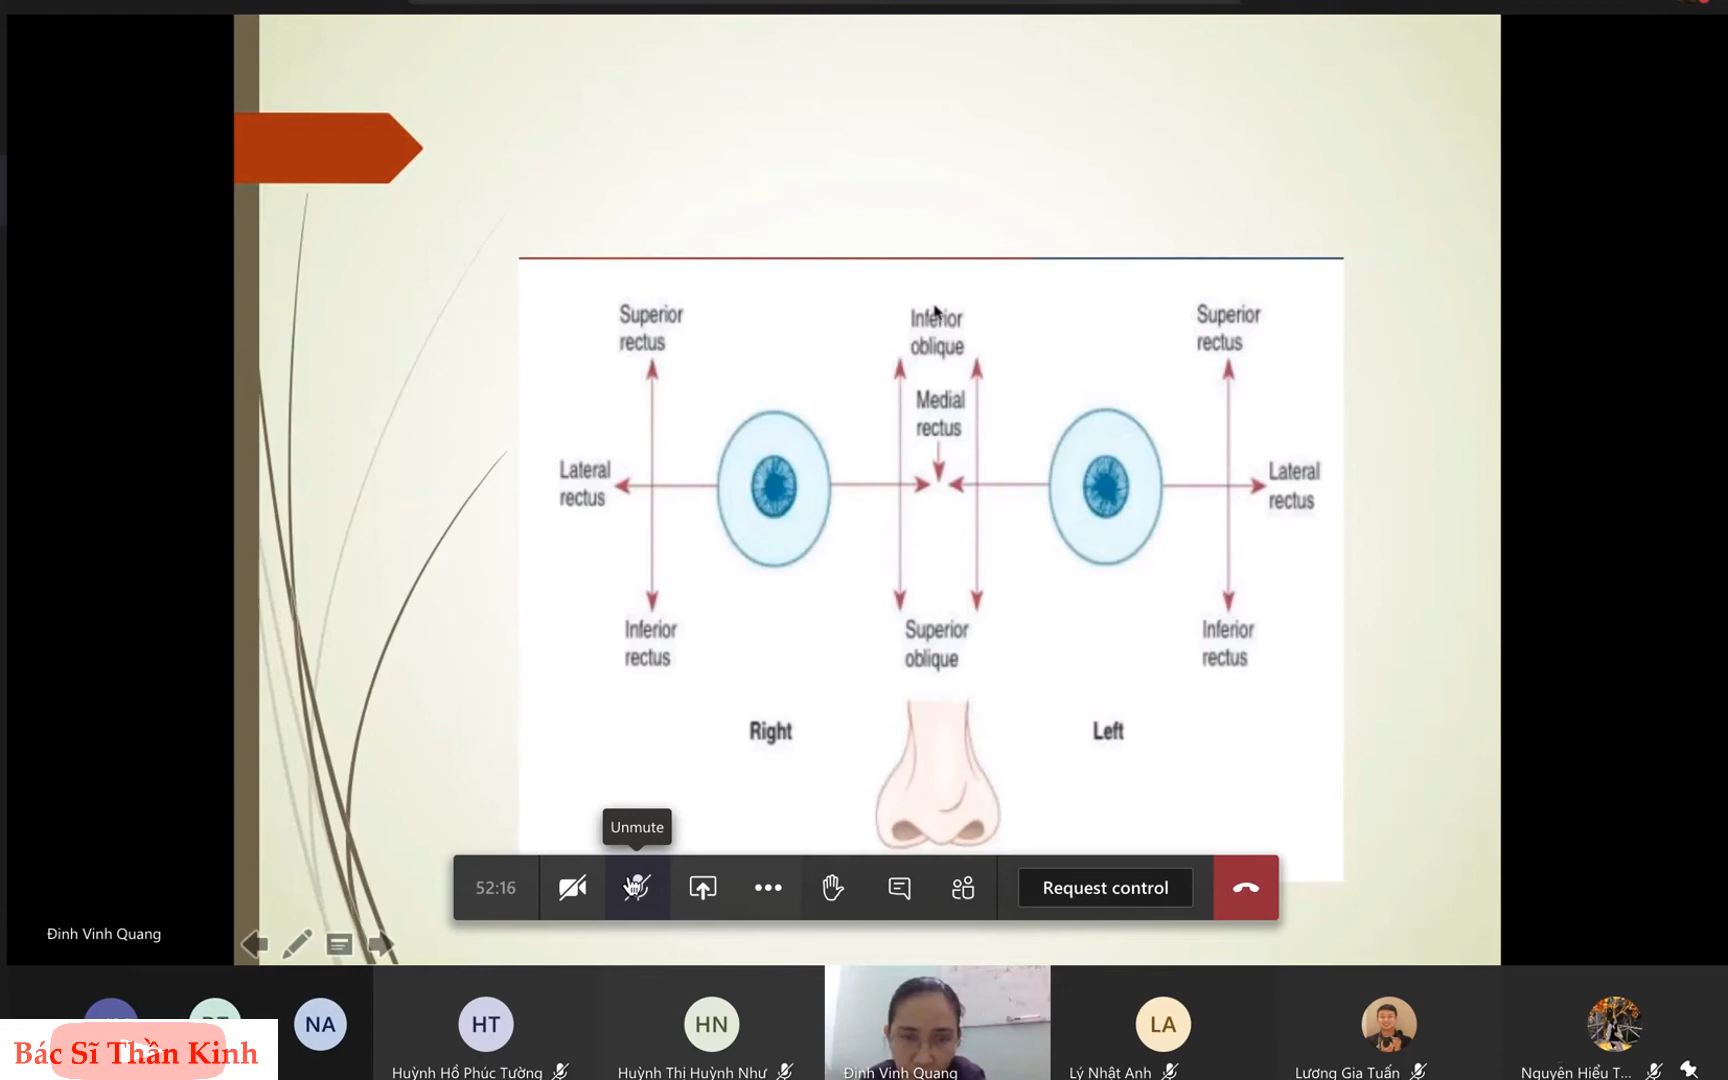 Superior
rectus
Inferior
oblique
Superior
rectus
Medial
rectus
Lateral
rectus
Lateral
rectus
Inferior
rectus
Superior
oblique
Inferior
rectus
Right
Left
Unmute
52:16
Request control
Đinh Vinh Quang
NA
HT
HN
LA
Bác Sĩ Thần Kinh
Huỳnh Hồ Phúc Tường
Huỳnh Thị Huỳnh Như
Đinh Vinh Quang
Lý Nhật Anh
Lương Gia Tuấn
Nguyễn Hiếu T...